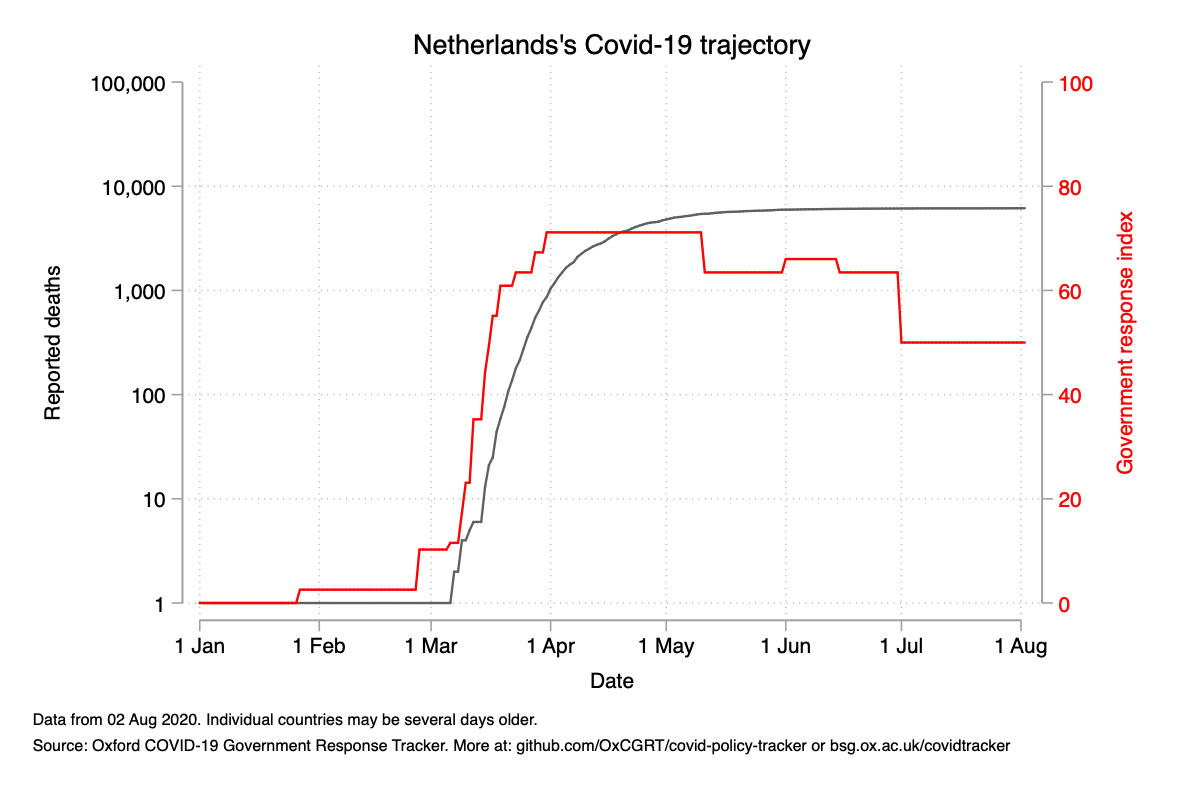 Netherlands's Covid-19 trajectory
100,000
10,000
1,000
100
10
1
Reported deaths
100
80
60
40
20
0
Government response index
1 Jan
1 Feb
1 Mar
1 Apr
1 May
1 Jun
1 Jul
1 Aug
Date
Data from 02 Aug 2020. Individual countries may be several days older.
Source: Oxford COVID-19 Government Response Tracker. More at: github.com/OxCGRT/covid-policy-tracker or bsg.ox.ac.uk/covidtracker